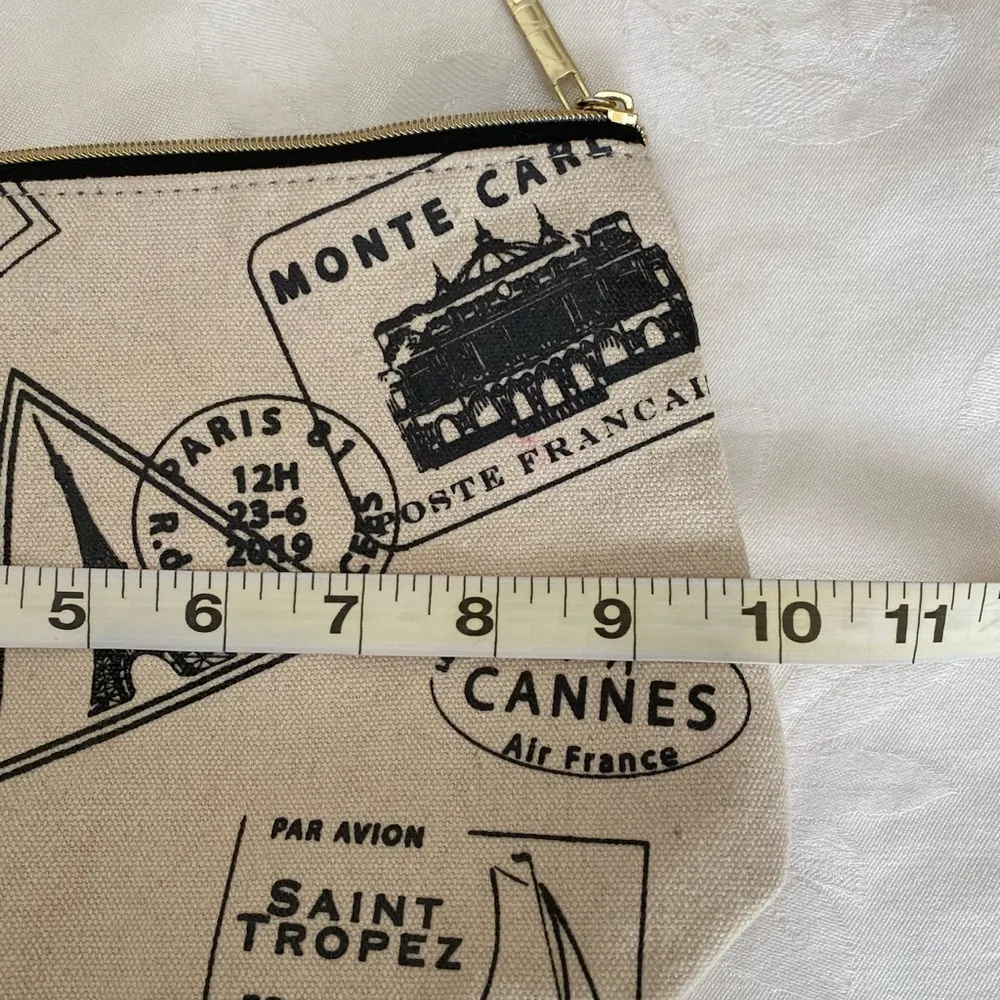 MONTE CARL
POSTE FRANCAI
PARIS 81
12H
23-6
2019
5 6 7 8 9 10 11
CANNES
Air France
PAR AVION
SAINT
TROPEZ